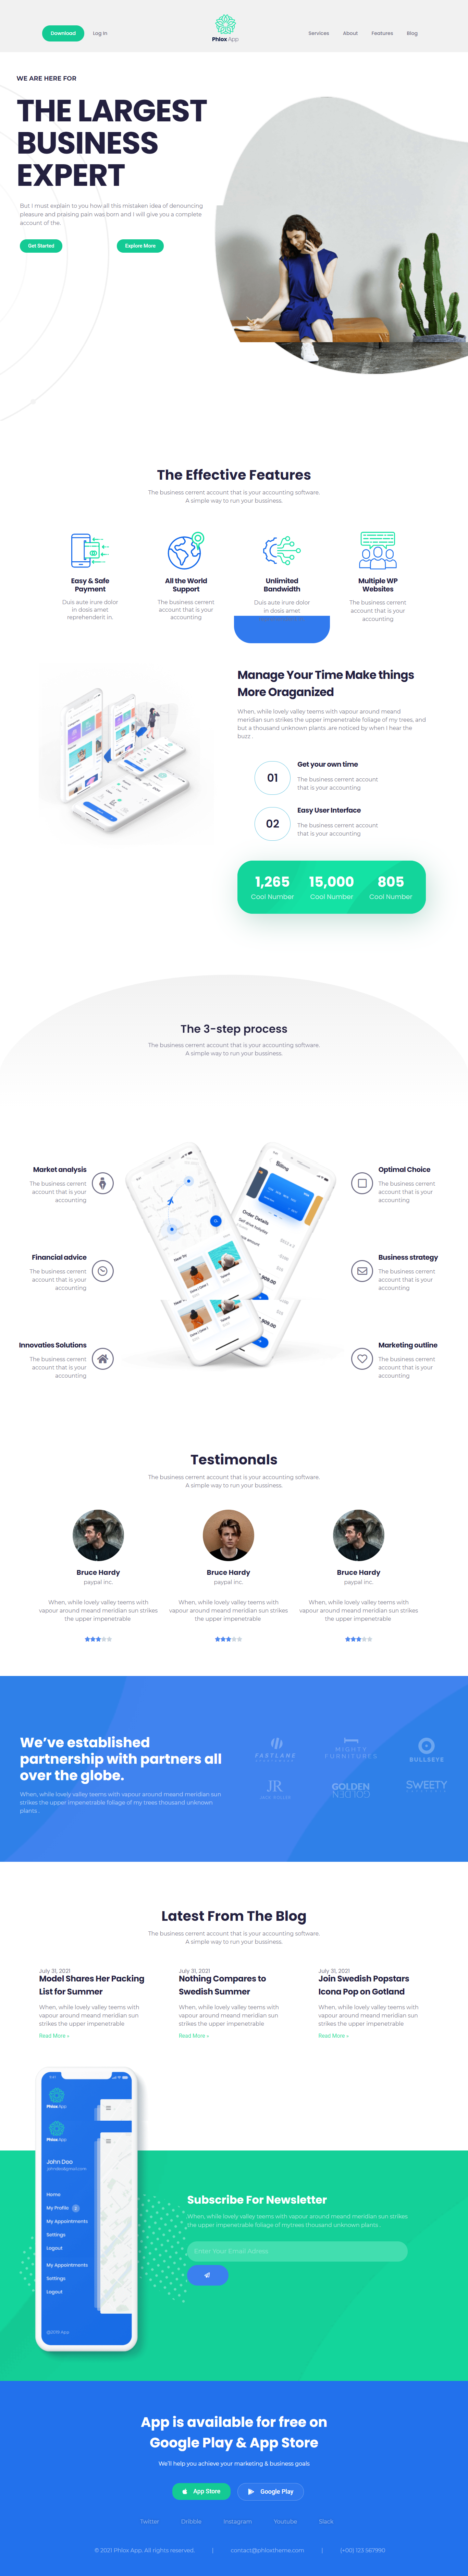 Download
Log In
Phlox App
Services
About
Features
Blog
WE ARE HERE FOR
THE LARGEST
BUSINESS
EXPERT
But I must explain to you how all this mistaken idea of denouncing
pleasure and praising pain was born and I will give you a complete
account of the.
Get Started
Explore More
The Effective Features
The business cerrent account that is your accounting software.
A simple way to run your bussiness.
Easy & Safe
Payment
Duis aute irure dolor
in dosis amet
reprehenderit in.
All the World
Support
The business cerrent
account that is your
accounting
Unlimited
Bandwidth
Duis aute irure dolor
in dosis amet
Multiple WP
Websites
The business cerrent
account that is your
accounting
Manage Your Time Make things
More Oraganized
When, while lovely valley teems with vapour around meand
meridian sun strikes the upper impenetrable foliage of my trees, and
but a thousand unknown plants .are noticed by when I hear the
buzz .
01
Get your own time
The business cerrent account
that is your accounting
02
Easy User Interface
The business cerrent account
that is your accounting
1,265
Cool Number
15,000
Cool Number
805
Cool Number
The 3-step process
The business cerrent account that is your accounting software.
A simple way to run your bussiness.
Market analysis
The business cerrent
account that is your
accounting
Financial advice
The business cerrent
account that is your
accounting
Innovaties Solutions
The business cerrent
account that is your
accounting
Billing
Order Details
Optimal Choice
The business cerrent
account that is your
accounting
Business strategy
The business cerrent
account that is your
accounting
Marketing outline
The business cerrent
account that is your
accounting
Testimonals
The business cerrent account that is your accounting software.
A simple way to run your bussiness.
Bruce Hardy
paypal inc.
When, while lovely valley teems with
vapour around meand meridian sun strikes
the upper impenetrable
Bruce Hardy
paypal inc.
When, while lovely valley teems with
vapour around meand meridian sun strikes
the upper impenetrable
Bruce Hardy
paypal inc.
When, while lovely valley teems with
vapour around meand meridian sun strikes
the upper impenetrable
We've established
partnership with partners all
over the globe.
When, while lovely valley teems with vapour around meand meridian sun
strikes the upper impenetrable foliage of my trees thousand unknown
plants .
FASTLANE
MIGHTY
FURNITURES
BULLSEYE
JR
GOLDEN
SWEETY
Latest From The Blog
The business cerrent account that is your accounting software.
A simple way to run your bussiness.
July 31, 2021
Model Shares Her Packing
List for Summer
When, while lovely valley teems with
vapour around meand meridian sun
strikes the upper impenetrable
Read More »
July 31, 2021
Nothing Compares to
Swedish Summer
When, while lovely valley teems with
vapour around meand meridian sun
strikes the upper impenetrable
Read More »
July 31, 2021
Join Swedish Popstars
Icona Pop on Gotland
When, while lovely valley teems with
vapour around meand meridian sun
strikes the upper impenetrable
Read More »
Phlox App
Phlox App
John Deo
johndeo@gmail.com
Home
My Profile
My Appointments
Settings
Logout
My Appointments
Settings
Logout
@2019 App
Subscribe For Newsletter
When, while lovely valley teems with vapour around meand meridian sun strikes
the upper impenetrable foliage of mytrees thousand unknown plants .
Enter Your Email Adress
App is available for free on
Google Play & App Store
We'll help you achieve your marketing & business goals
App Store
Google Play
Twitter
Dribble
Instagram
Youtube
Slack
© 2021 Phlox App. All rights reserved.
|
contact@phloxtheme.com
|
(+00) 123 567990